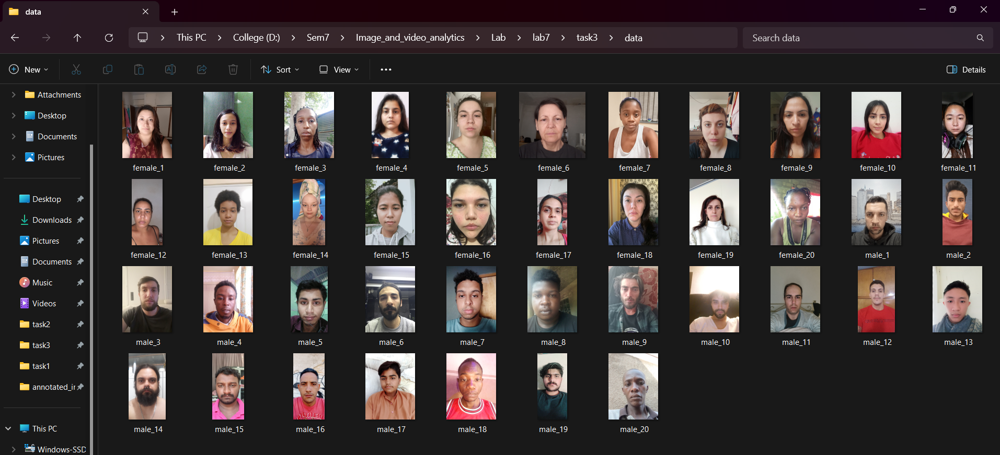 data
This PC > College (D:) > Sem7 > Image_and_video_analytics > Lab > lab7 > task3 > data
Search data
New
Sort
View
Details
Attachments
Desktop
Documents
Pictures
Desktop
Downloads
Pictures
Documents
Music
Videos
task2
task3
task1
annotated_ir
This PC
Windows-SSD
female_1 female_2 female_3 female_4 female_5 female_6 female_7 female_8 female_9 female_10 female_11
female_12 female_13 female_14 female_15 female_16 female_17 female_18 female_19 female_20 male_1 male_2
male_3 male_4 male_5 male_6 male_7 male_8 male_9 male_10 male_11 male_12 male_13
male_14 male_15 male_16 male_17 male_18 male_19 male_20